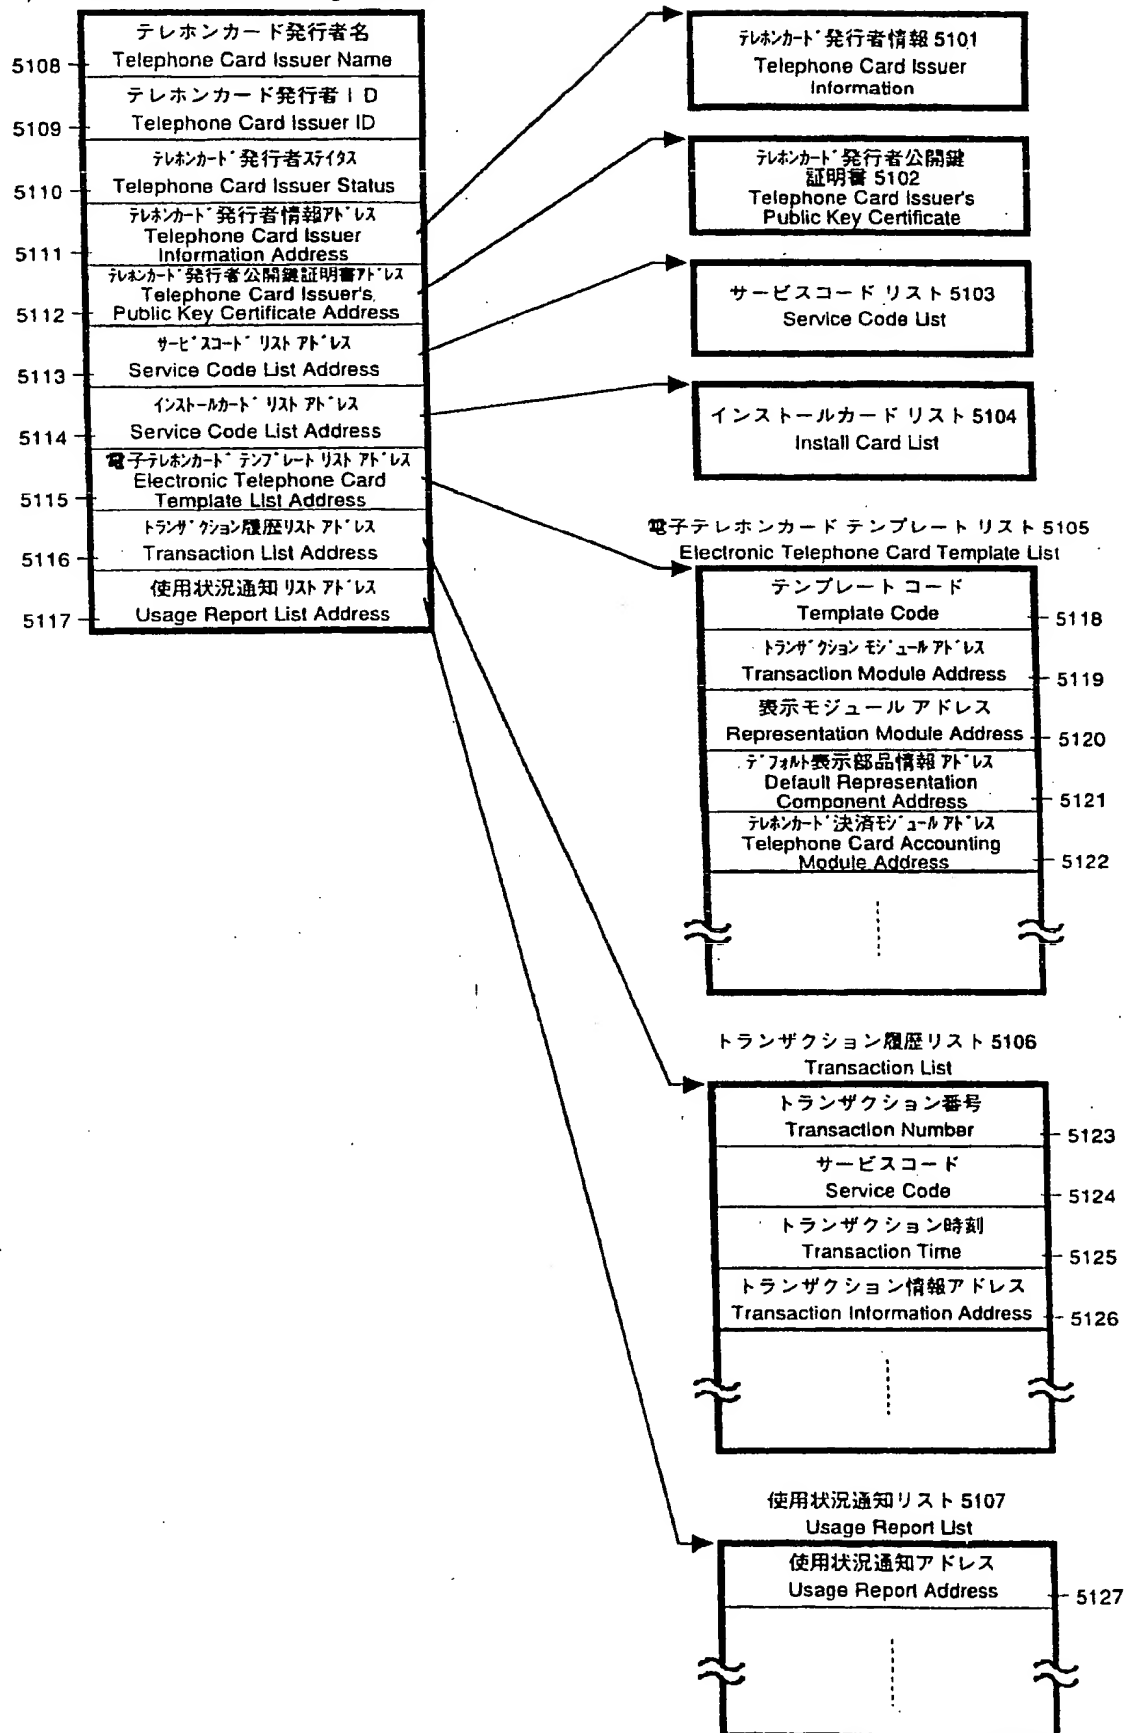 テレホンカード発行者名
Telephone Card Issuer Name
5108
テレホンカード発行者ID
Telephone Card Issuer ID
5109
テレホンカード発行者ステイタス
Telephone Card Issuer Status
5110
テレホンカード発行者情報アドレス
Telephone Card Issuer
Information Address
5111
テレホンカード発行者公開鍵証明書アドレス
Telephone Card Issuer's
Public Key Certificate Address
5112
サービスコード リスト アドレス
Service Code List Address
5113
インストールカード リスト アドレス
Service Code List Address
5114
電子テレホンカード テンプレート リスト アドレス
Electronic Telephone Card
Template List Address
5115
トランザクション履歴リスト アドレス
Transaction List Address
5116
使用状況通知 リスト アドレス
Usage Report List Address
5117
テレホンカード発行者情報 5101
Telephone Card Issuer
Information
テレホンカード発行者公開鍵
証明書 5102
Telephone Card Issuer's
Public Key Certificate
サービスコード リスト 5103
Service Code List
インストールカード リスト 5104
Install Card List
電子テレホンカード テンプレート リスト 5105
Electronic Telephone Card Template List
テンプレート コード
Template Code
5118
トランザクション モジュール アドレス
Transaction Module Address
5119
表示モジュール アドレス
Representation Module Address
5120
デフォルト表示部品情報 アドレス
Default Representation
Component Address
5121
テレホンカード決済モジュール アドレス
Telephone Card Accounting
Module Address
5122
トランザクション履歴リスト 5106
Transaction List
トランザクション番号
Transaction Number
5123
サービスコード
Service Code
5124
トランザクション時刻
Transaction Time
5125
トランザクション情報アドレス
Transaction Information Address
5126
使用状況通知リスト 5107
Usage Report List
使用状況通知アドレス
Usage Report Address
5127